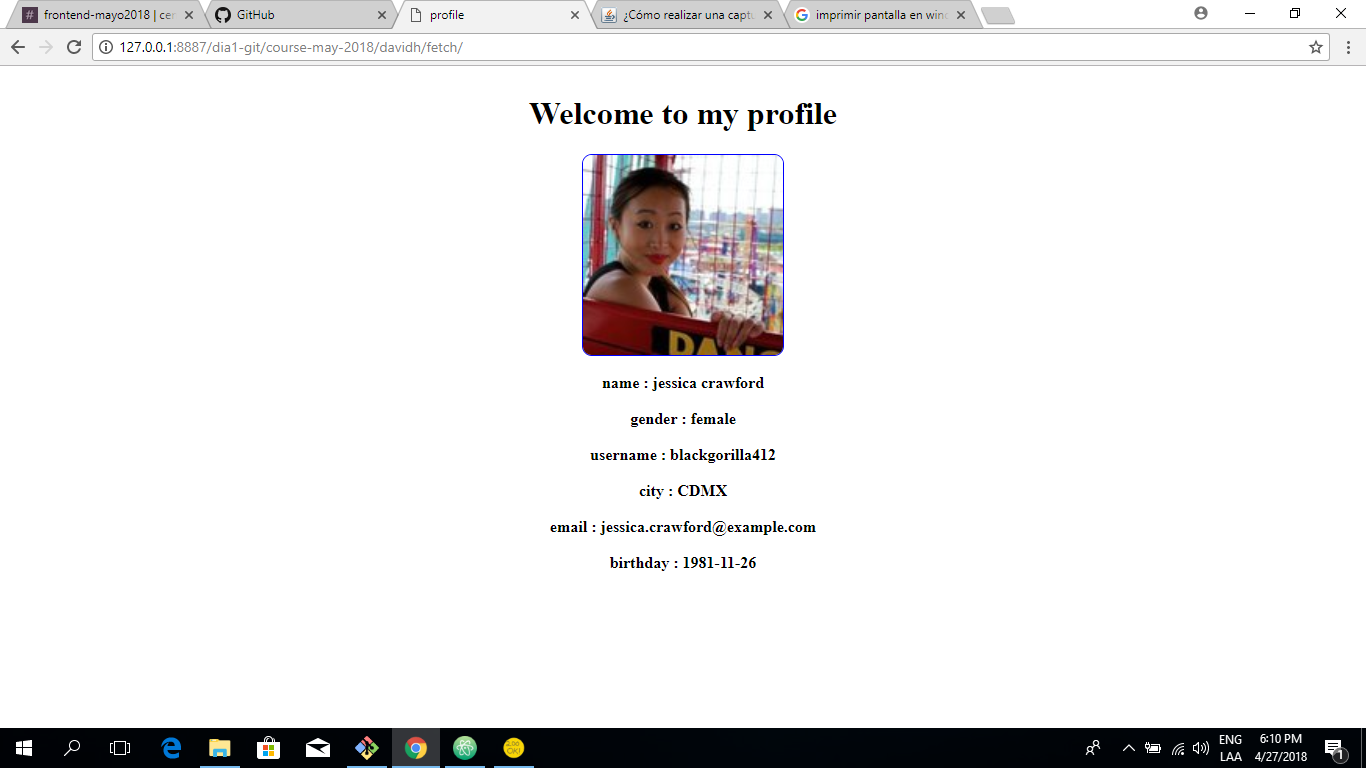 frontend-mayo2018 | cer
GitHub
profile
¿Cómo realizar una captu
imprimir pantalla en wind
127.0.0.1:8887/dia1-git/course-may-2018/davidh/fetch/
Welcome to my profile
DANG
name : jessica crawford
gender : female
username : blackgorilla412
city : CDMX
email : jessica.crawford@example.com
birthday : 1981-11-26
ENG
LAA
6:10 PM
4/27/2018
1